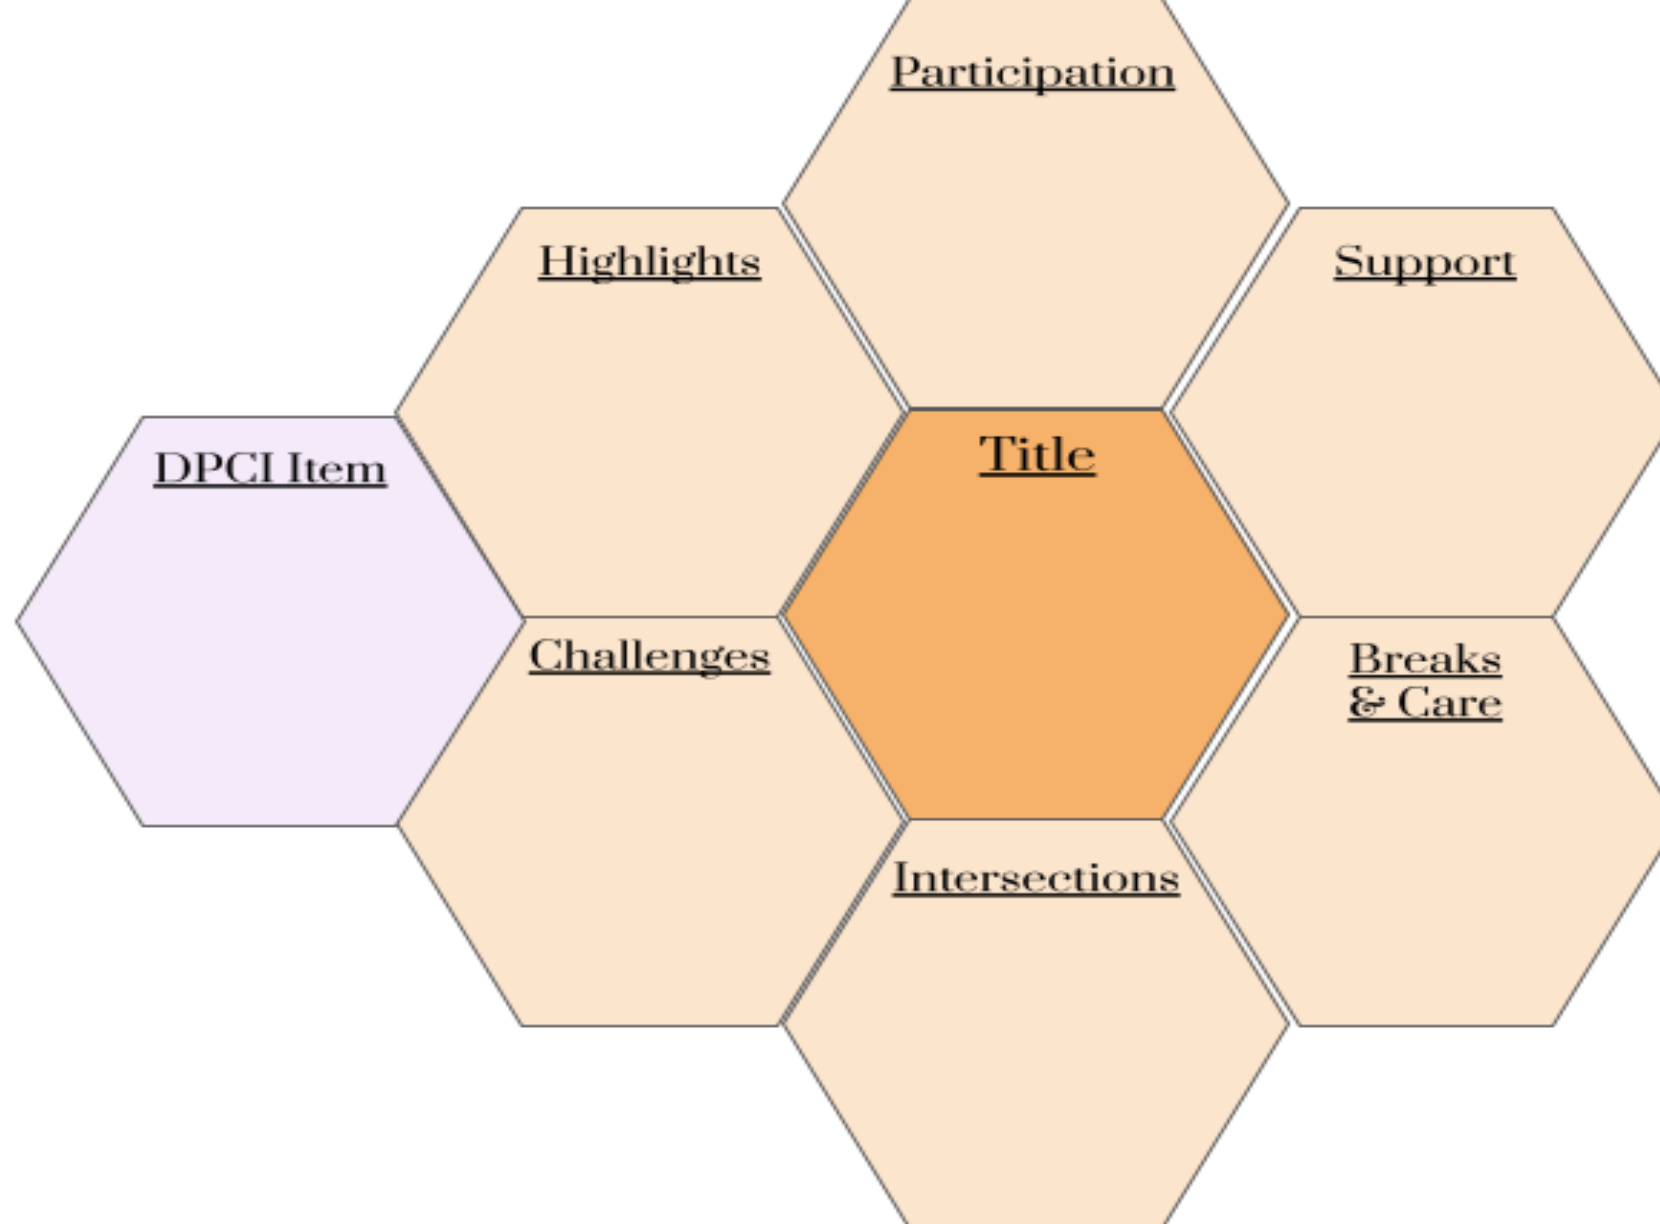 Participation
Highlights
Support
DPCI Item
Title
Challenges
Breaks
& Care
Intersections